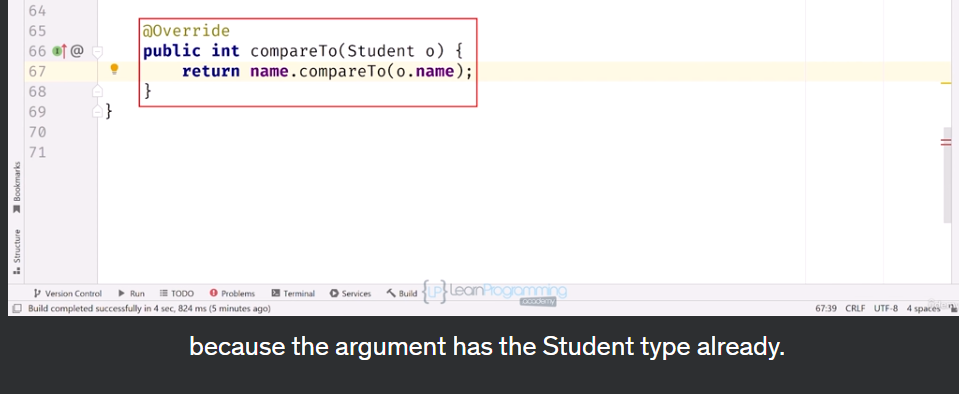 64
65 @Override
66 @ public int compareTo(Student o) {
67 return name.compareTo(o.name);
68 }
69 }
70
71
Bookmarks
Structure
Version Control Run TODO Problems Terminal Services Build
{LP} LearnProgramming
academy
Build completed successfully in 4 sec, 824 ms (5 minutes ago) 67:39 CRLF UTF-8 4 spaces
because the argument has the Student type already.